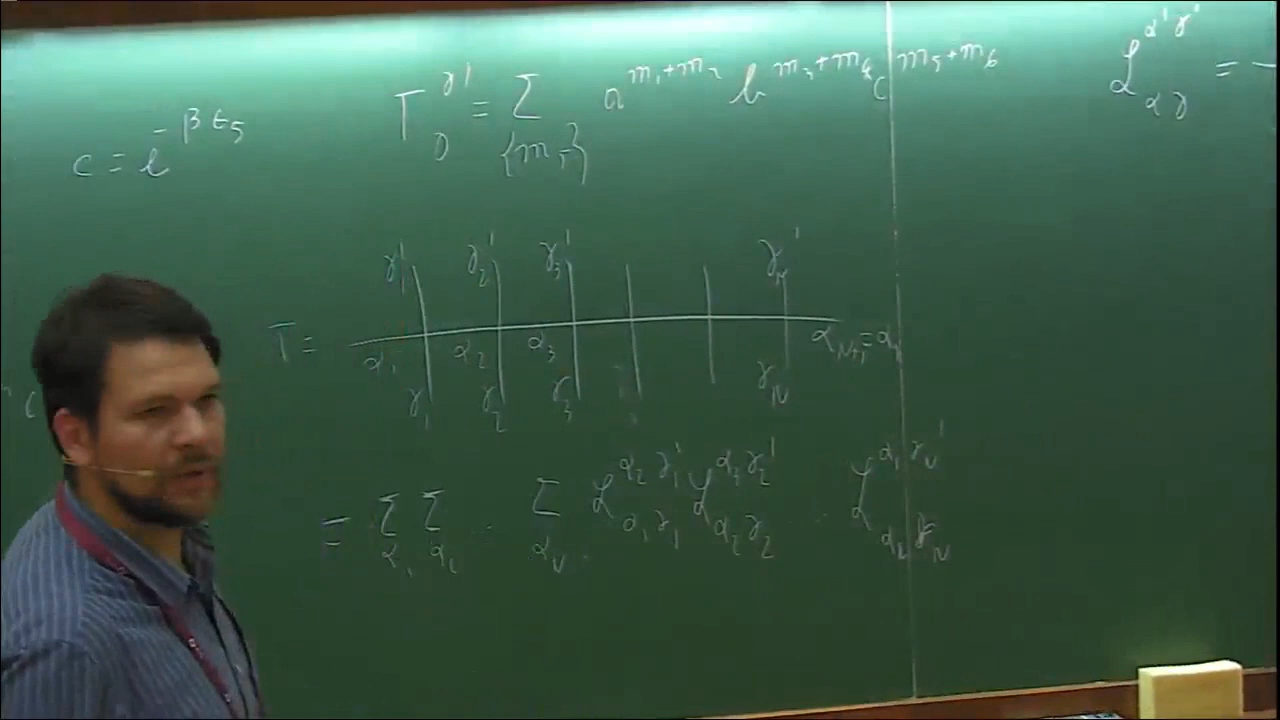 T_γ^γ' = Σ_{m_i} a^{m_1+m_2} b^{m_3+m_4} c^{m_5+m_6}
L_{αγ}^{α'γ'} =
c = e^{-βε_5}
γ_1' γ_2' γ_3' γ_N'
T =
α_1 α_2 α_3 α_{N+1} = α_1
γ_1 γ_2 γ_3 γ_N
= Σ_{α_1} Σ_{α_2} ... Σ_{α_N} L_{α_1γ_1}^{α_2γ_1'} L_{α_2γ_2}^{α_3γ_2'} ... L_{α_Nγ_N}^{α_1γ_N'}